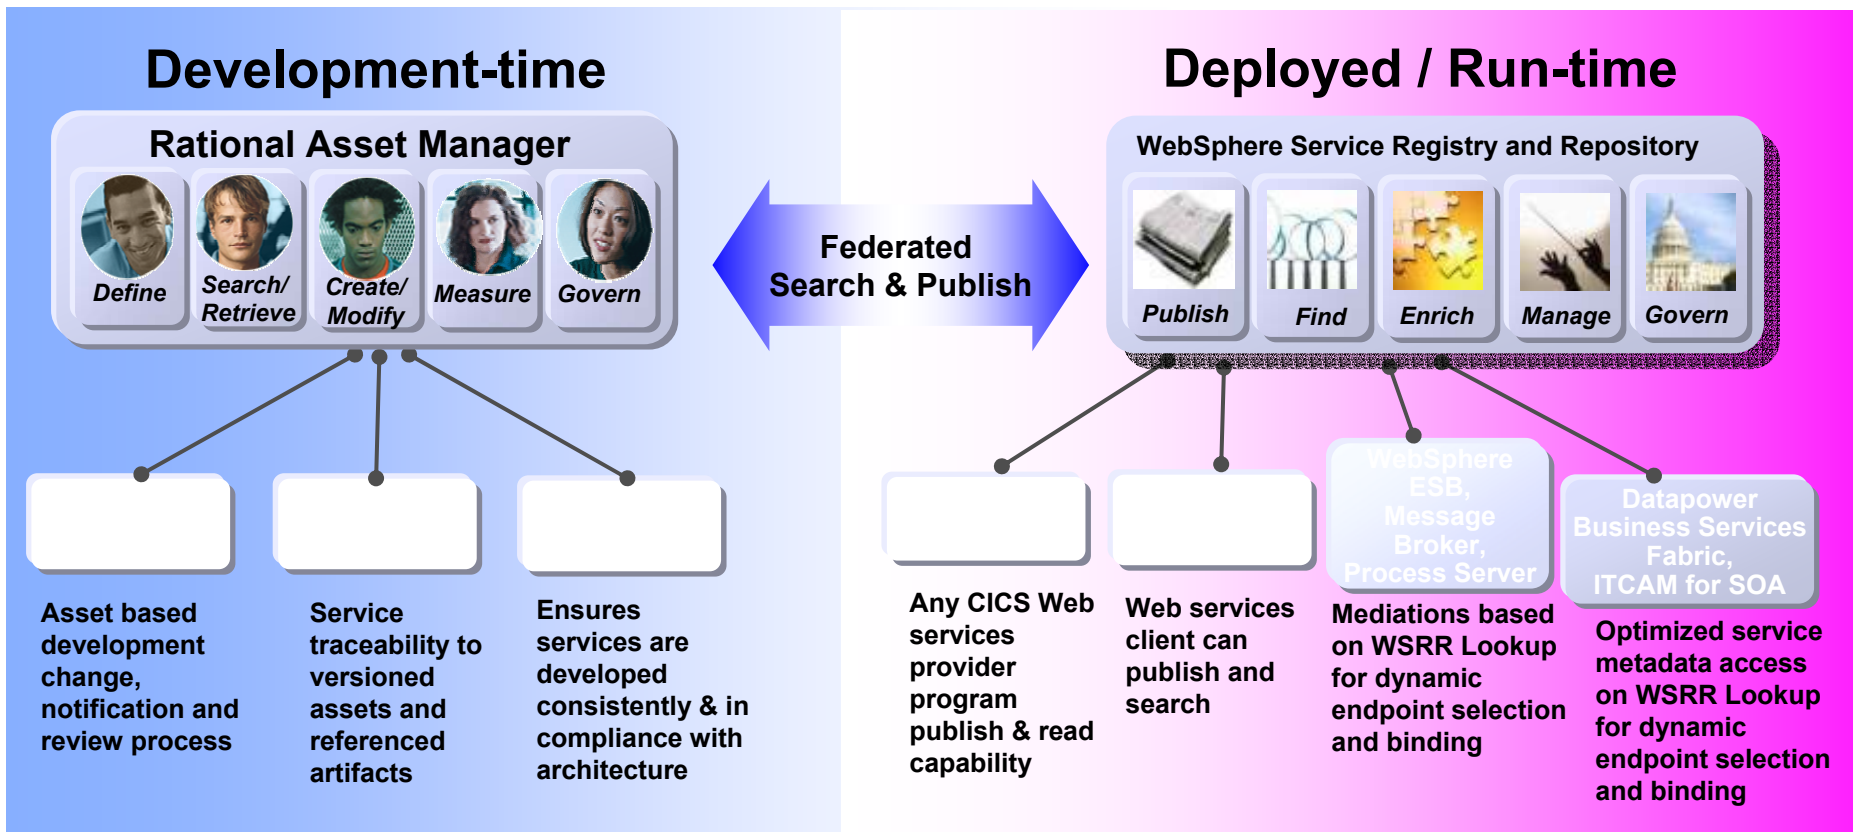 Development-time
Deployed / Run-time
Rational Asset Manager
Define
Search/
Retrieve
Create/
Modify
Measure
Govern
Federated
Search & Publish
WebSphere Service Registry and Repository
Publish
Find
Enrich
Manage
Govern
Asset based
development
change,
notification and
review process
Service
traceability to
versioned
assets and
referenced
artifacts
Ensures
services are
developed
consistently & in
compliance with
architecture
Any CICS Web
services
provider
program
publish & read
capability
Web services
client can
publish and
search
WebSphere
ESB,
Message
Broker,
Process Server
Mediations based
on WSRR Lookup
for dynamic
endpoint selection
and binding
Datapower
Business Services
Fabric,
ITCAM for SOA
Optimized service
metadata access
on WSRR Lookup
for dynamic
endpoint selection
and binding